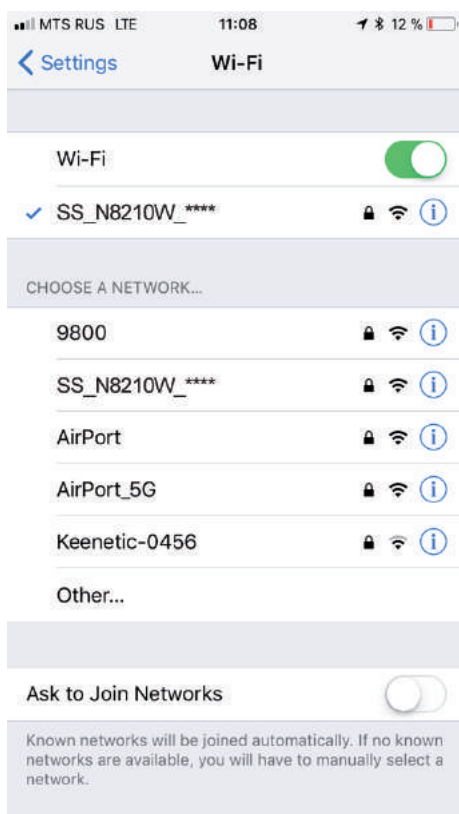 MTS RUS LTE 11:08 12 %
Settings Wi-Fi
Wi-Fi
SS_N8210W_****
CHOOSE A NETWORK...
9800
SS_N8210W_****
AirPort
AirPort_5G
Keenetic-0456
Other...
Ask to Join Networks
Known networks will be joined automatically. If no known
networks are available, you will have to manually select a
network.